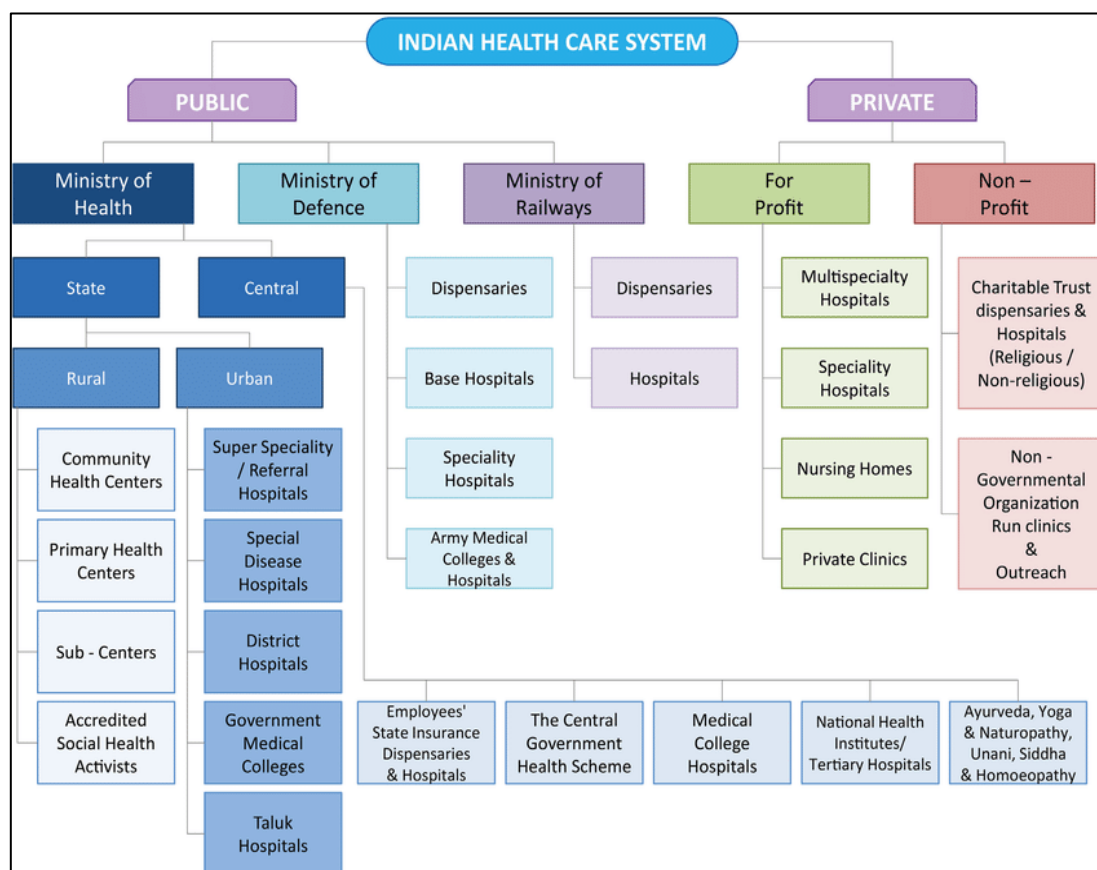 INDIAN HEALTH CARE SYSTEM
PUBLIC
PRIVATE
Ministry of
Health
Ministry of
Defence
Ministry of
Railways
For
Profit
Non –
Profit
State
Central
Rural
Urban
Community
Health Centers
Primary Health
Centers
Sub - Centers
Accredited
Social Health
Activists
Super Speciality
/ Referral
Hospitals
Special
Disease
Hospitals
District
Hospitals
Government
Medical
Colleges
Taluk
Hospitals
Dispensaries
Base Hospitals
Speciality
Hospitals
Army Medical
Colleges &
Hospitals
Dispensaries
Hospitals
Multispecialty
Hospitals
Speciality
Hospitals
Nursing Homes
Private Clinics
Charitable Trust
dispensaries &
Hospitals
(Religious /
Non-religious)
Non -
Governmental
Organization
Run clinics
&
Outreach
Employees'
State Insurance
Dispensaries
& Hospitals
The Central
Government
Health Scheme
Medical
College
Hospitals
National Health
Institutes/
Tertiary Hospitals
Ayurveda, Yoga
& Naturopathy,
Unani, Siddha
& Homoeopathy